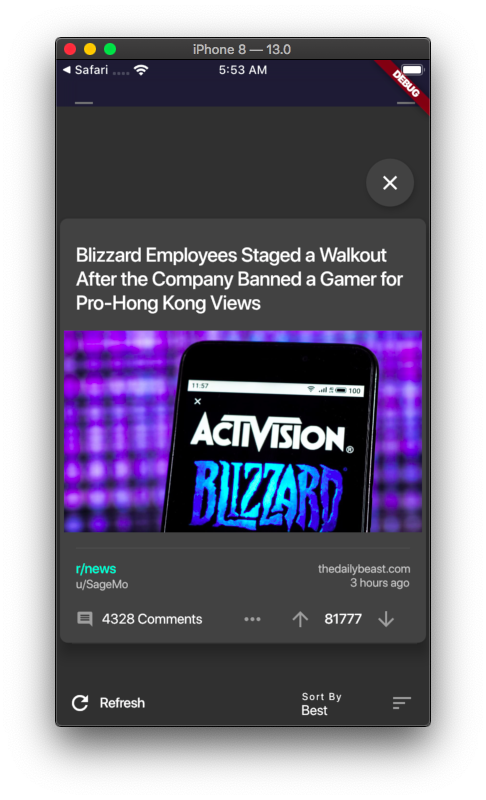 iPhone 8 — 13.0
Safari
5:53 AM
DEBUG
Blizzard Employees Staged a Walkout
After the Company Banned a Gamer for
Pro-Hong Kong Views
11:57
100
ACTIVISION®
BLIZZARD
r/news
thedailybeast.com
u/SageMo
3 hours ago
4328 Comments
81777
Refresh
Sort By
Best